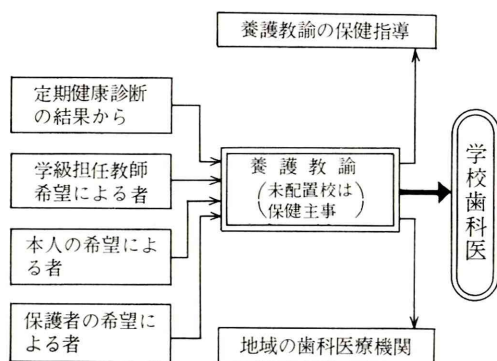 養護教諭の保健指導
定期健康診断
の結果から
学級担任教師
希望による者
本人の希望によ
る者
保護者の希望によ
る者
養護教諭
(未配置校は
保健主事)
学校歯科医
地域の歯科医療機関